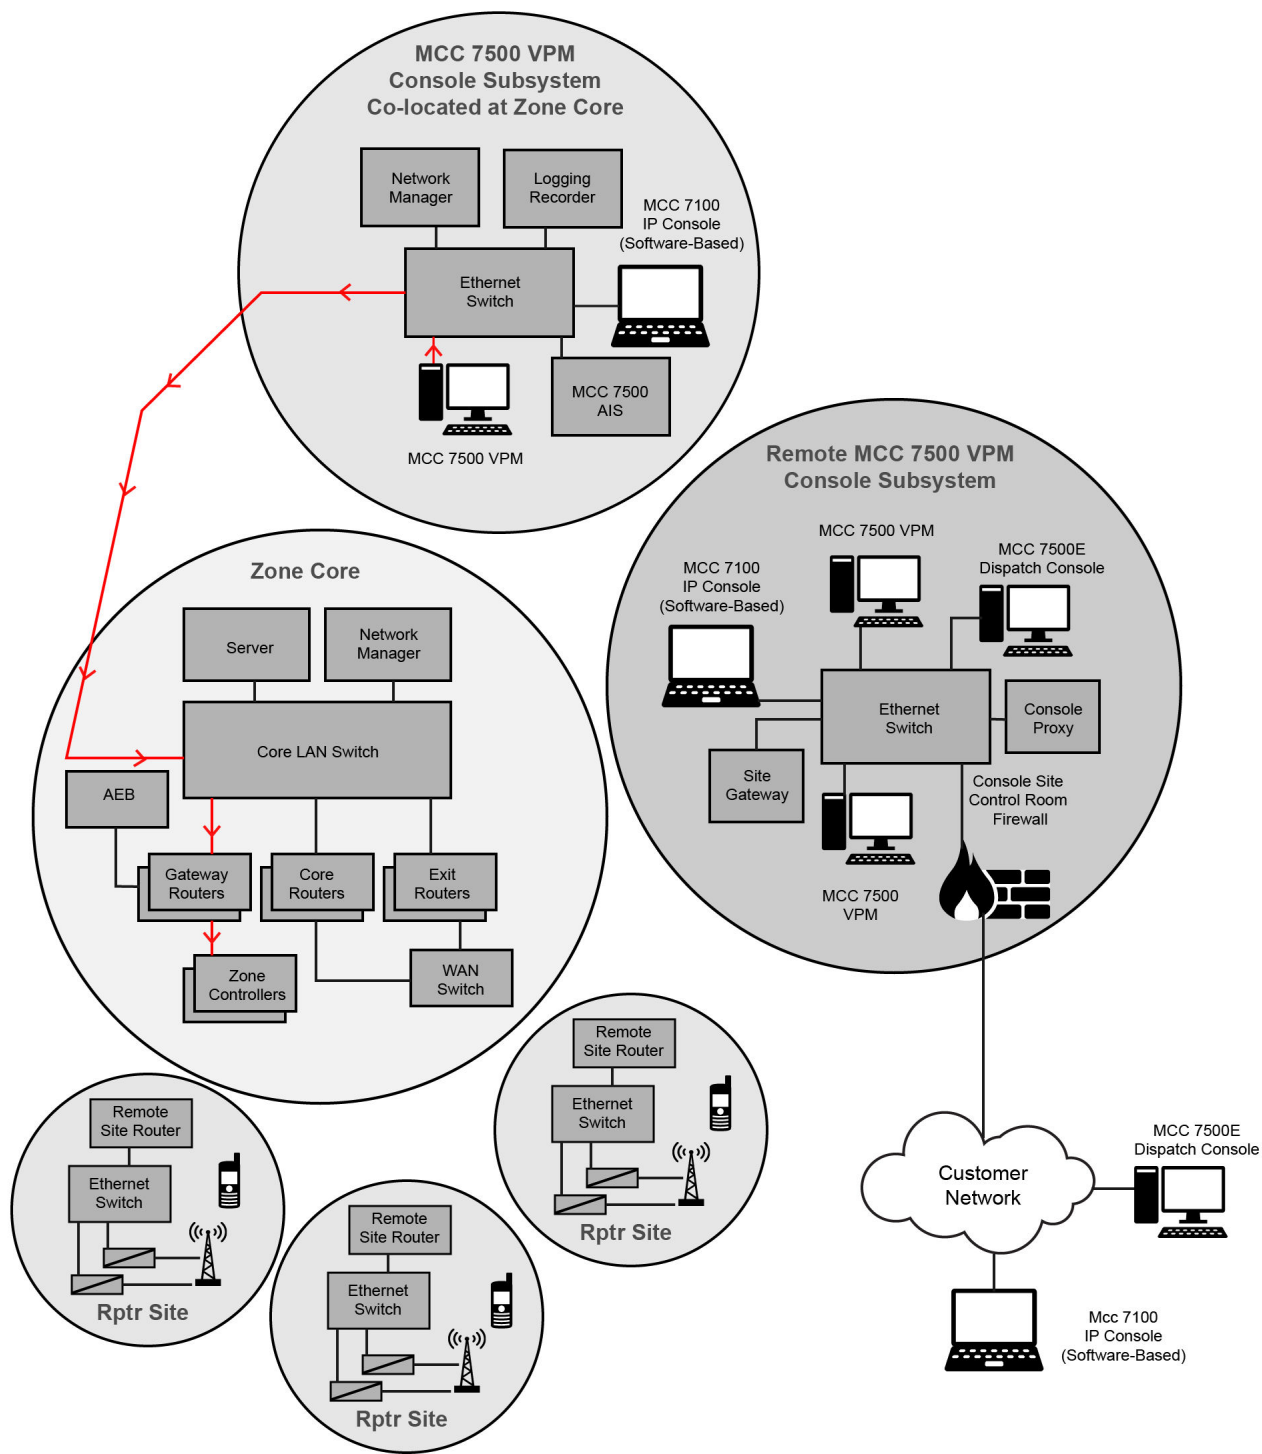 MCC 7500 VPM
Console Subsystem
Co-located at Zone Core
Network
Manager
Logging
Recorder
MCC 7100
IP Console
(Software-Based)
Ethernet
Switch
MCC 7500
AIS
MCC 7500 VPM
Remote MCC 7500 VPM
Console Subsystem
MCC 7500 VPM
MCC 7500E
Dispatch Console
MCC 7100
IP Console
(Software-Based)
Ethernet
Switch
Console
Proxy
Site
Gateway
Console Site
Control Room
Firewall
MCC 7500
VPM
Zone Core
Server
Network
Manager
Core LAN Switch
AEB
Gateway
Routers
Core
Routers
Exit
Routers
Zone
Controllers
WAN
Switch
Remote
Site Router
Ethernet
Switch
Rptr Site
Remote
Site Router
Ethernet
Switch
Rptr Site
Remote
Site Router
Ethernet
Switch
Rptr Site
Customer
Network
MCC 7500E
Dispatch Console
Mcc 7100
IP Console
(Software-Based)